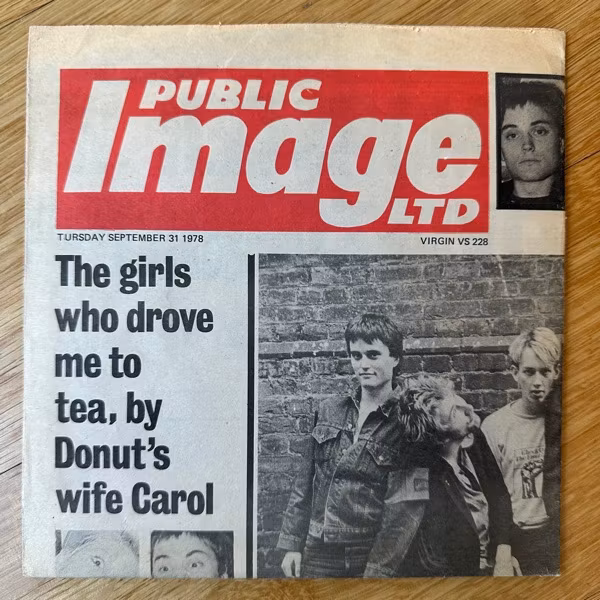 PUBLIC
Image
LTD
TURSDAY SEPTEMBER 31 1978
VIRGIN VS 228
The girls
who drove
me to
tea, by
Donut's
wife Carol